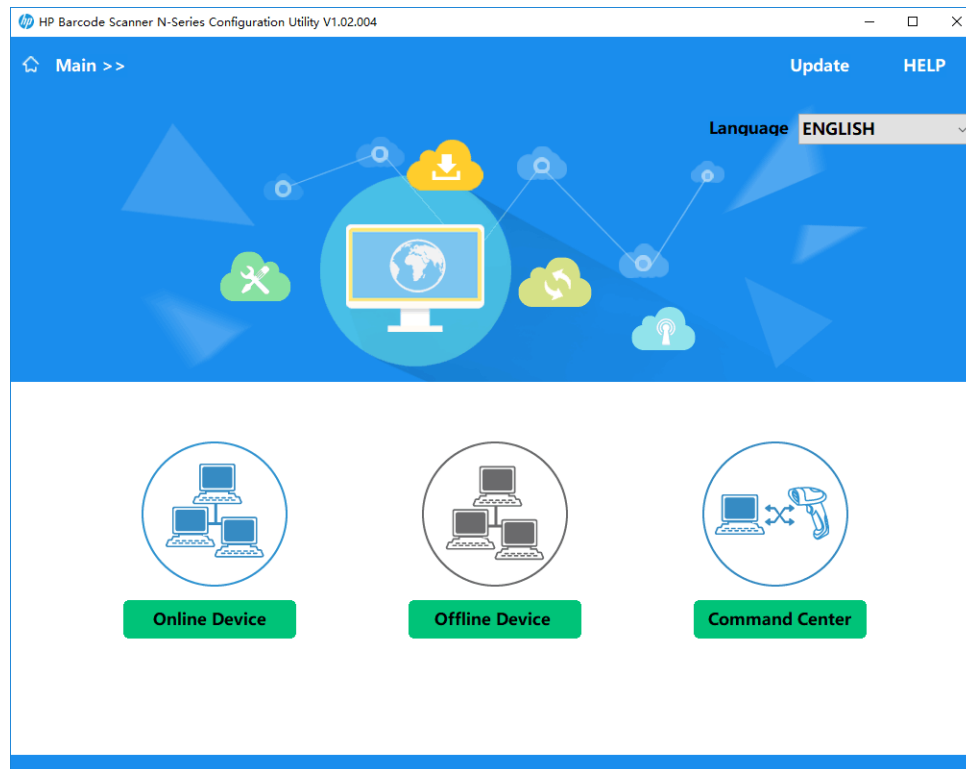 hp HP Barcode Scanner N-Series Configuration Utility V1.02.004
Main >> Update HELP
Language ENGLISH
Online Device Offline Device Command Center